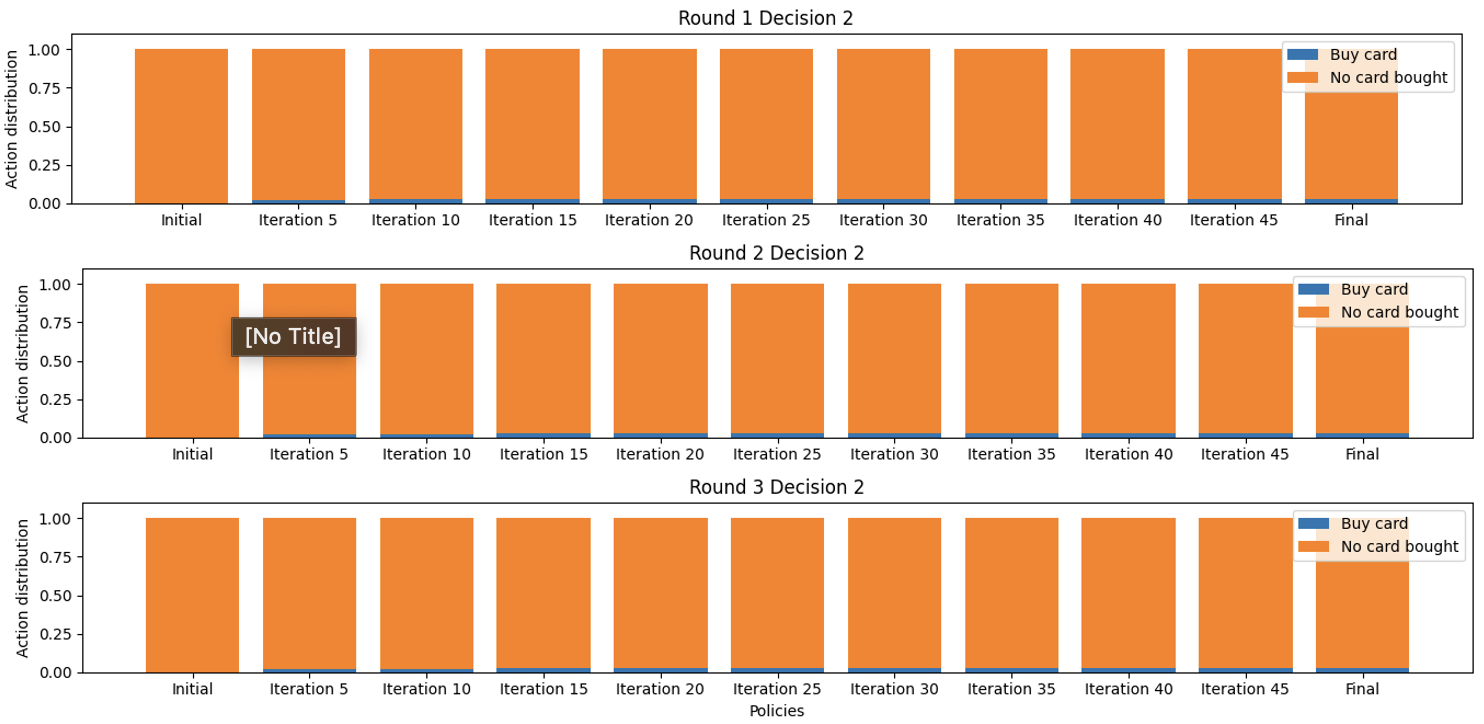 Round 1 Decision 2
Action distribution
1.00
0.75
0.50
0.25
0.00
Buy card
No card bought
Initial Iteration 5 Iteration 10 Iteration 15 Iteration 20 Iteration 25 Iteration 30 Iteration 35 Iteration 40 Iteration 45 Final
Round 2 Decision 2
Action distribution
1.00
0.75
0.50
0.25
0.00
Buy card
No card bought
[No Title]
Initial Iteration 5 Iteration 10 Iteration 15 Iteration 20 Iteration 25 Iteration 30 Iteration 35 Iteration 40 Iteration 45 Final
Round 3 Decision 2
Action distribution
1.00
0.75
0.50
0.25
0.00
Buy card
No card bought
Initial Iteration 5 Iteration 10 Iteration 15 Iteration 20 Iteration 25 Iteration 30 Iteration 35 Iteration 40 Iteration 45 Final
Policies